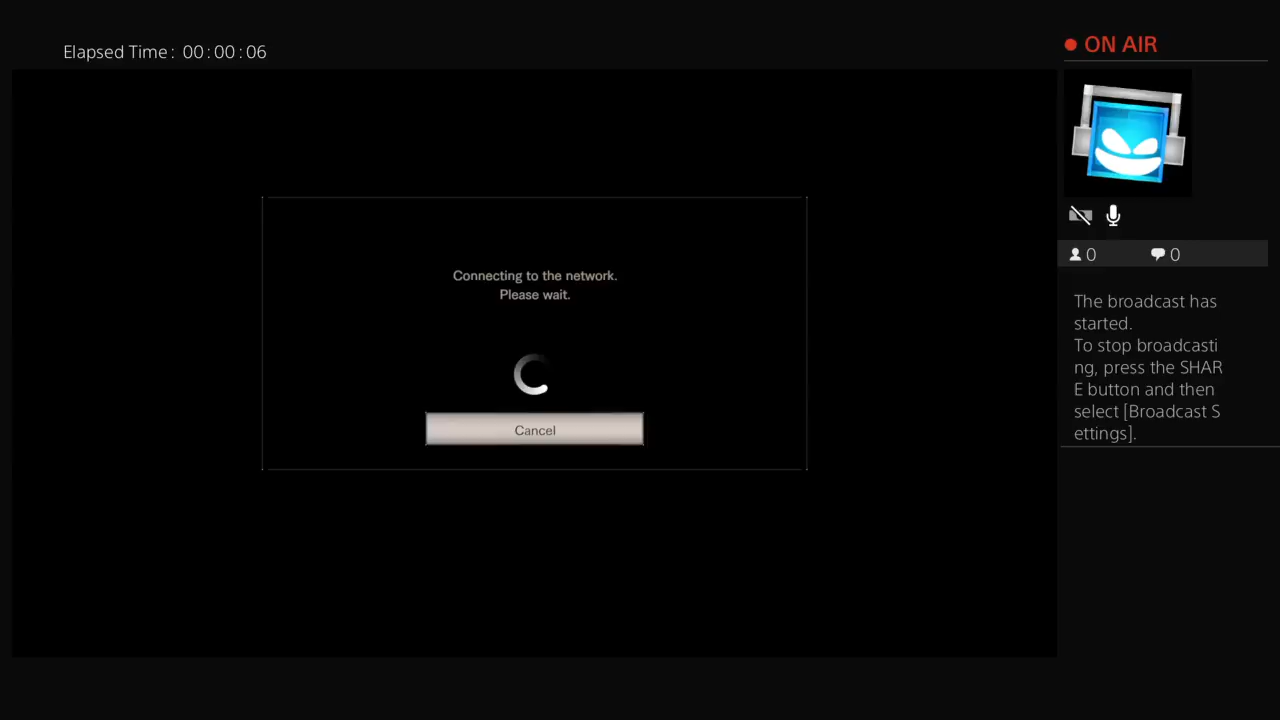 Elapsed Time: 00:00:06
ON AIR
Connecting to the network.
Please wait.
Cancel
0 0
The broadcast has
started.
To stop broadcasti
ng, press the SHAR
E button and then
select [Broadcast S
ettings].